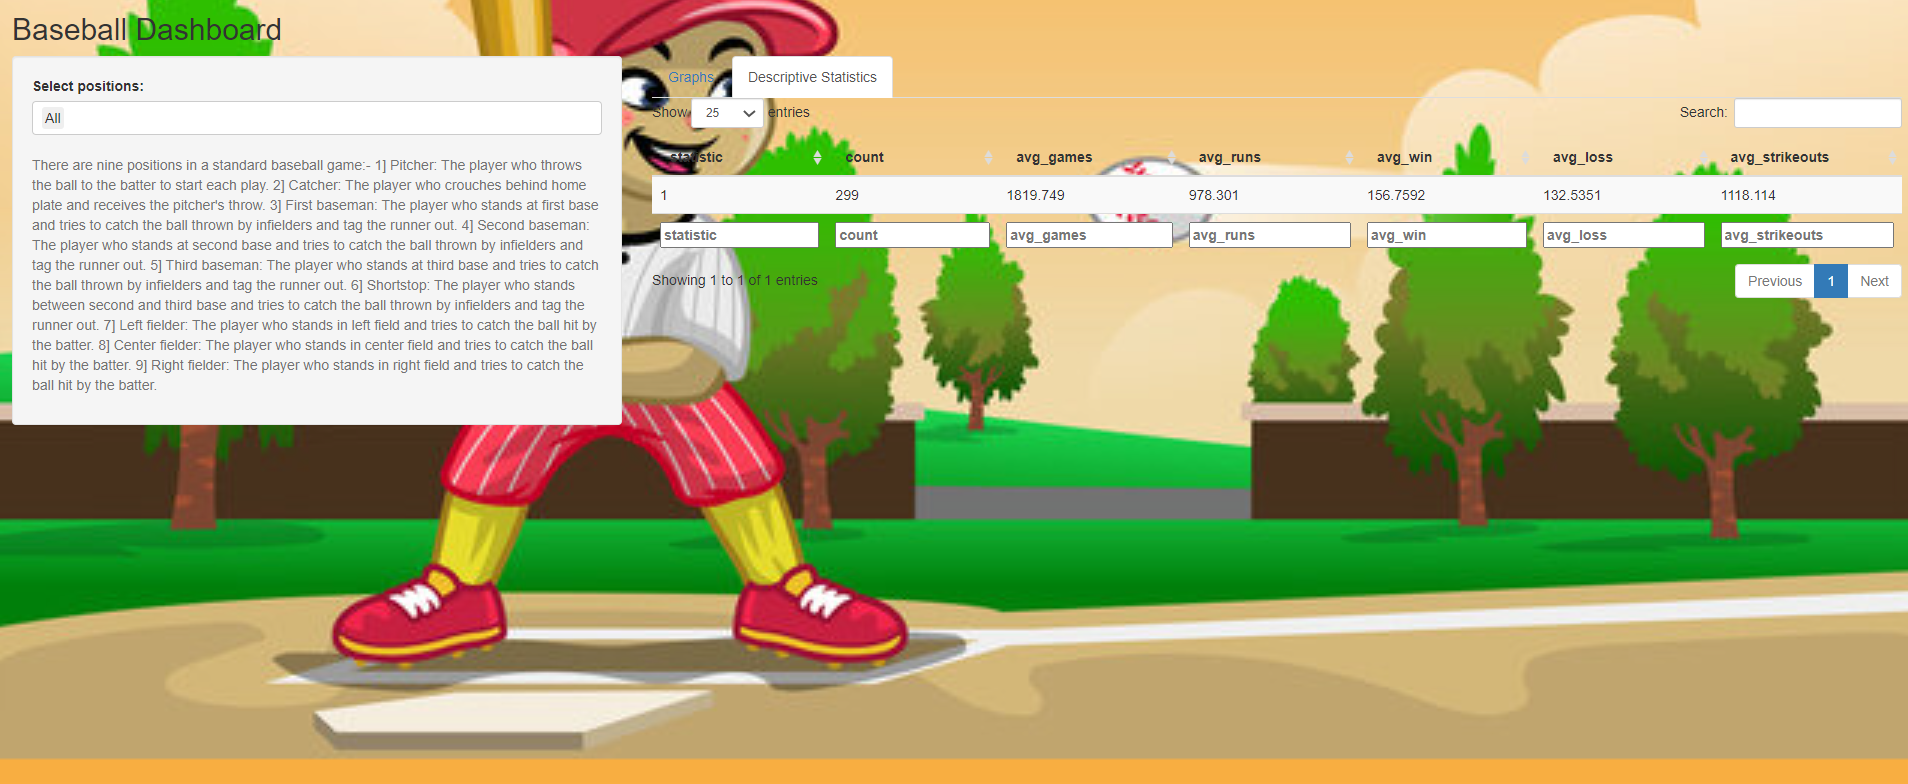 Baseball Dashboard
Select positions:
All
There are nine positions in a standard baseball game:- 1] Pitcher: The player who throws
the ball to the batter to start each play. 2] Catcher: The player who crouches behind home
plate and receives the pitcher's throw. 3] First baseman: The player who stands at first base
and tries to catch the ball thrown by infielders and tag the runner out. 4] Second baseman:
The player who stands at second base and tries to catch the ball thrown by infielders and
tag the runner out. 5] Third baseman: The player who stands at third base and tries to catch
the ball thrown by infielders and tag the runner out. 6] Shortstop: The player who stands
between second and third base and tries to catch the ball thrown by infielders and tag the
runner out. 7] Left fielder: The player who stands in left field and tries to catch the ball hit by
the batter. 8] Center fielder: The player who stands in center field and tries to catch the ball
hit by the batter. 9] Right fielder: The player who stands in right field and tries to catch the
ball hit by the batter.
Graphs Descriptive Statistics
Show 25 entries Search:
statistic count avg_games avg_runs avg_win avg_loss avg_strikeouts
1 299 1819.749 978.301 156.7592 132.5351 1118.114
statistic count avg_games avg_runs avg_win avg_loss avg_strikeouts
Showing 1 to 1 of 1 entries Previous 1 Next